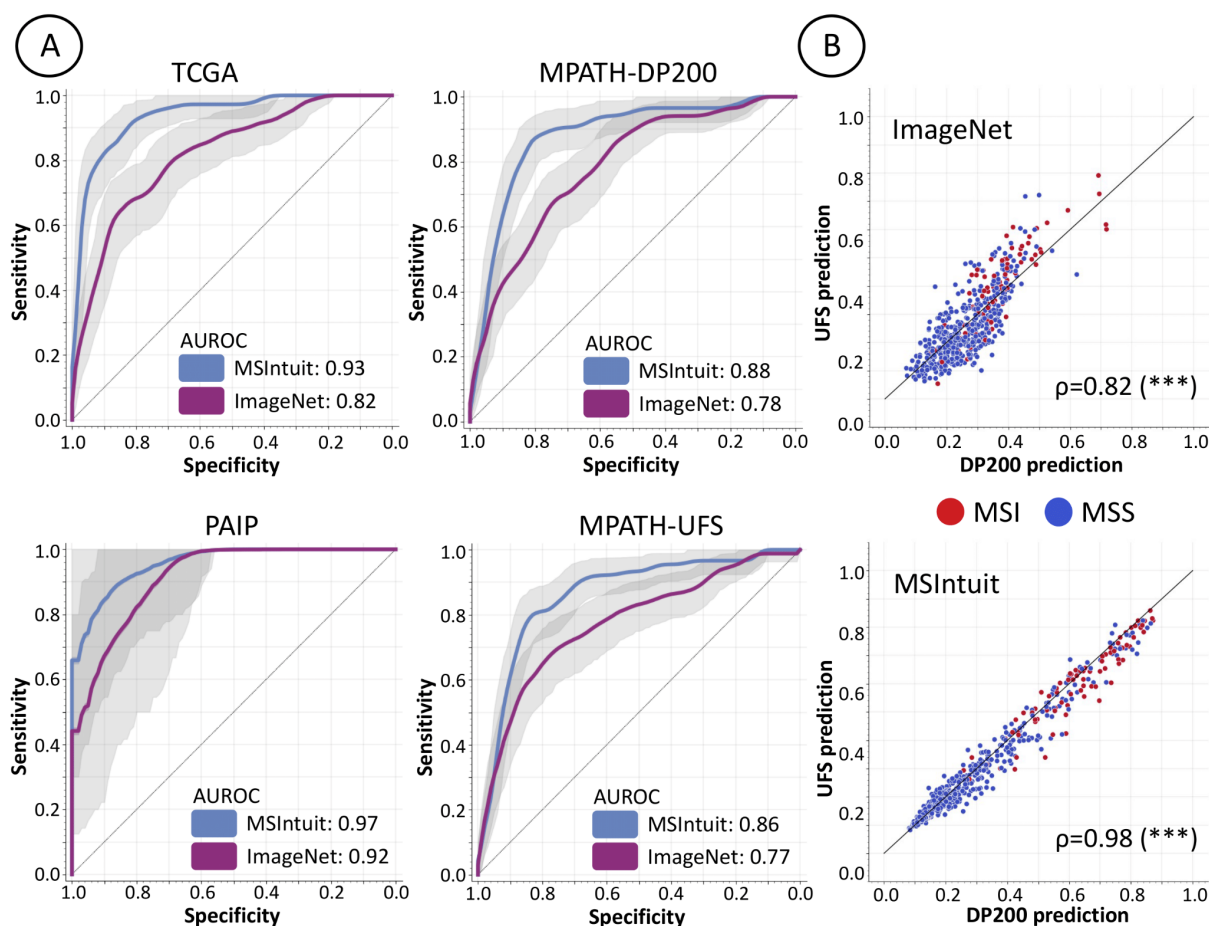 A
TCGA
1.0
0.8
0.6
0.4
0.2
0.0
Sensitivity
AUROC
MSIntuit: 0.93
ImageNet: 0.82
1.0 0.8 0.6 0.4 0.2 0.0
Specificity
MPATH-DP200
1.0
0.8
0.6
0.4
0.2
0.0
Sensitivity
AUROC
MSIntuit: 0.88
ImageNet: 0.78
1.0 0.8 0.6 0.4 0.2 0.0
Specificity
PAIP
1.0
0.8
0.6
0.4
0.2
0.0
Sensitivity
AUROC
MSIntuit: 0.97
ImageNet: 0.92
1.0 0.8 0.6 0.4 0.2 0.0
Specificity
MPATH-UFS
1.0
0.8
0.6
0.4
0.2
0.0
Sensitivity
AUROC
MSIntuit: 0.86
ImageNet: 0.77
1.0 0.8 0.6 0.4 0.2 0.0
Specificity
B
ImageNet
1.0
0.8
0.6
0.4
0.2
0.0
UFS prediction
ρ=0.82 (***)
0.0 0.2 0.4 0.6 0.8 1.0
DP200 prediction
MSI MSS
MSIntuit
1.0
0.8
0.6
0.4
0.2
0.0
UFS prediction
ρ=0.98 (***)
0.0 0.2 0.4 0.6 0.8 1.0
DP200 prediction